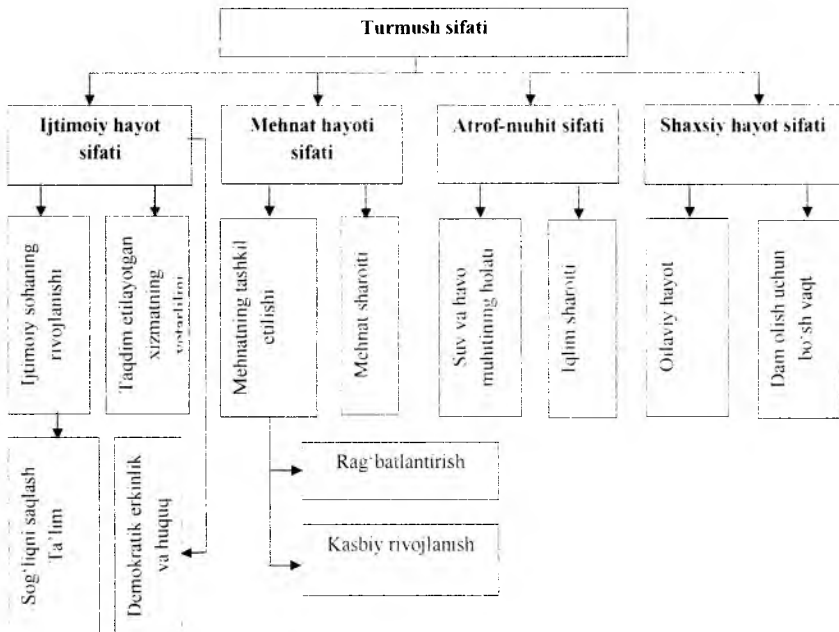 Turmush sifati
Ijtimoiy hayot
sifati
Mehnat hayoti
sifati
Atrof-muhit sifati
Shaxsiy hayot sifati
Ijtimoiy sohaning
rivojlanishi
Taqdim etilayotgan
xizmatning
Mehnatning tashkil
etilishi
Mehnat sharoiti
Suv va havo
muhitining holati
Iqlim sharoiti
Oilaviy hayot
Dam olish uchun
bo`sh vaqt
Sog`liqni saqlash
Ta`lim
Demokratik erkinlik
va huquq
Rag`batlantirish
Kasbiy rivojlanish